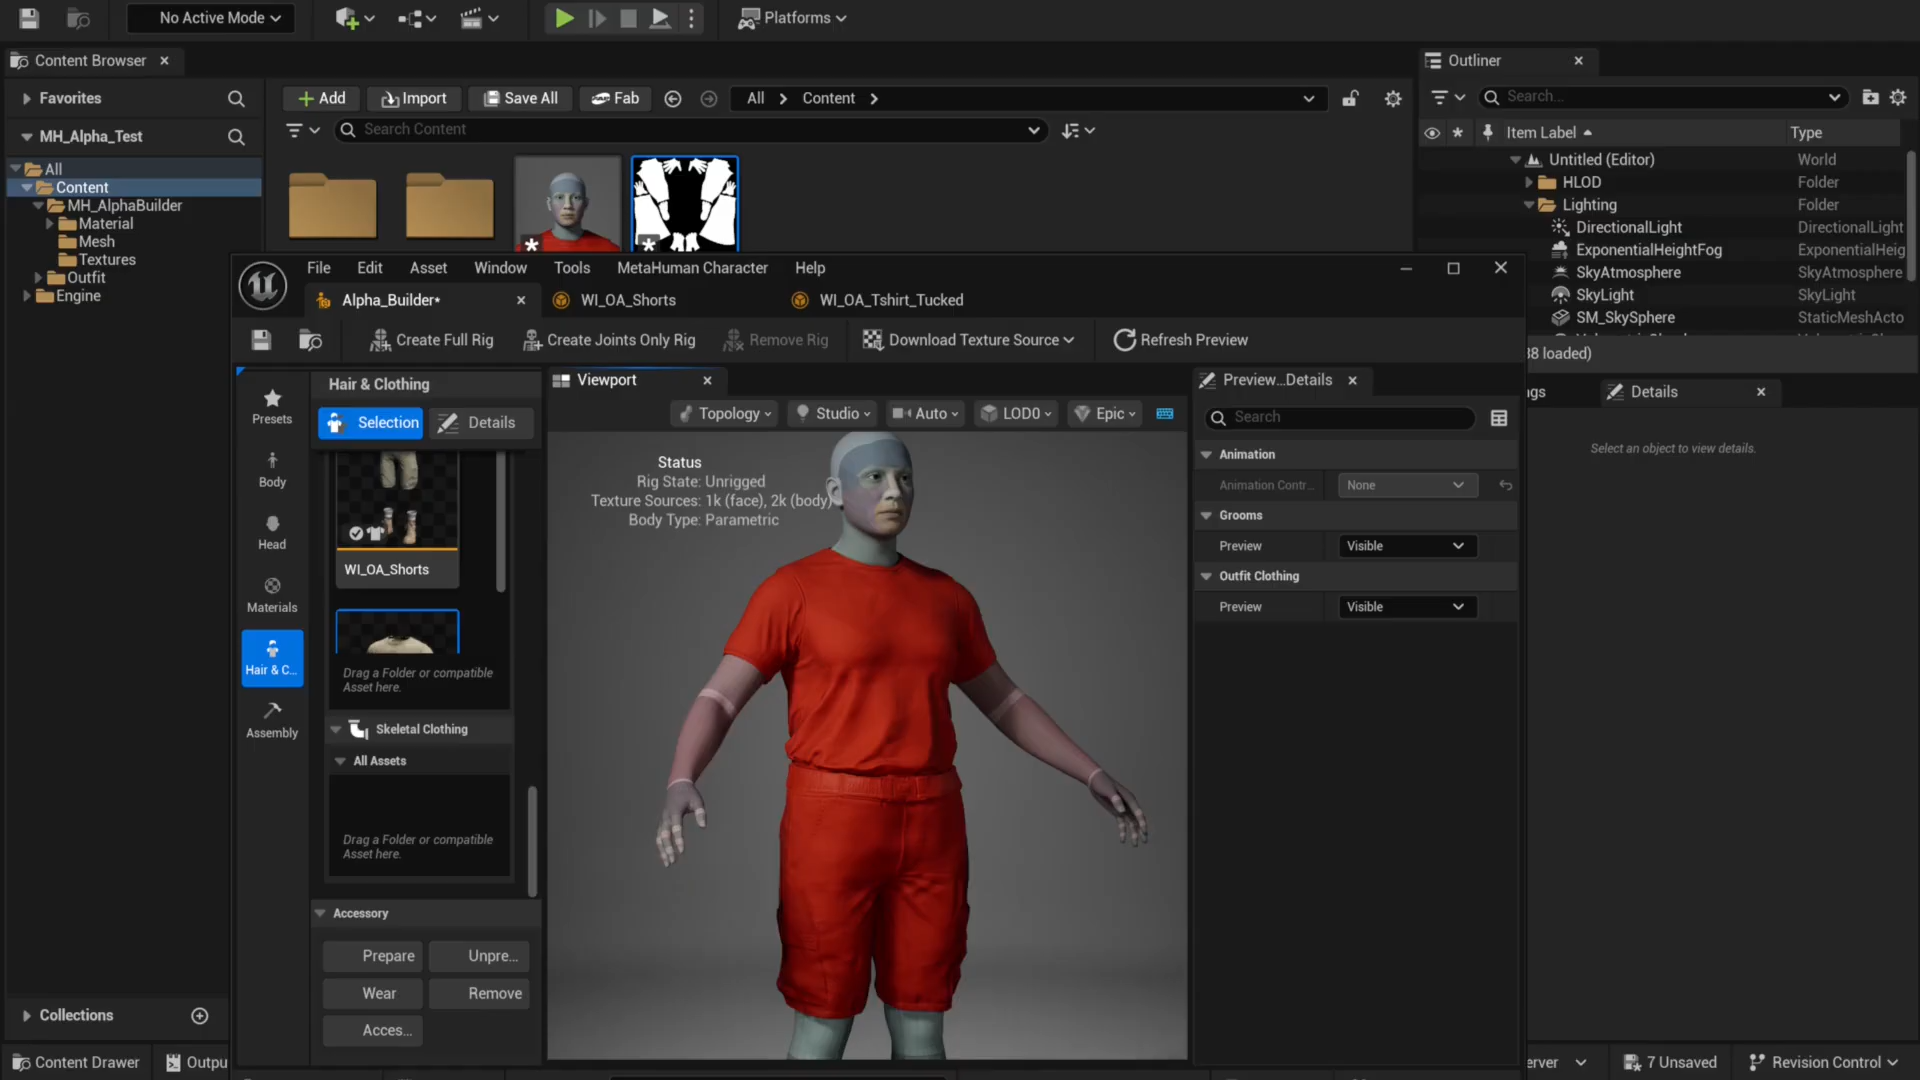 No Active Mode
Platforms
Content Browser
Favorites
Add
Import
Save All
Fab
All
Content
Outliner
Search...
MH_Alpha_Test
Search Content
Item Label
Type
All
Content
MH_AlphaBuilder
Material
Mesh
Textures
Outfit
Engine
Untitled (Editor)
World
HLOD
Folder
Lighting
Folder
DirectionalLight
DirectionalLight
ExponentialHeightFog
ExponentialHeig
SkyAtmosphere
SkyAtmosphere
SkyLight
SkyLight
SM_SkySphere
StaticMeshActo
38 loaded)
File
Edit
Asset
Window
Tools
MetaHuman Character
Help
Alpha_Builder*
WI_OA_Shorts
WI_OA_Tshirt_Tucked
Create Full Rig
Create Joints Only Rig
Remove Rig
Download Texture Source
Refresh Preview
Presets
Body
Head
Materials
Hair & C...
Assembly
Hair & Clothing
Selection
Details
WI_OA_Shorts
Drag a Folder or compatible
Asset here.
Skeletal Clothing
All Assets
Drag a Folder or compatible
Asset here.
Accessory
Prepare
Unpre...
Wear
Remove
Acces...
Viewport
Topology
Studio
Auto
LOD0
Epic
Status
Rig State: Unrigged
Texture Sources: 1k (face), 2k (body)
Body Type: Parametric
Preview...Details
Search
Animation
Animation Contr...
None
Grooms
Preview
Visible
Outfit Clothing
Preview
Visible
ngs
Details
Select an object to view details.
Collections
Content Drawer
Outpu
erver
7 Unsaved
Revision Control